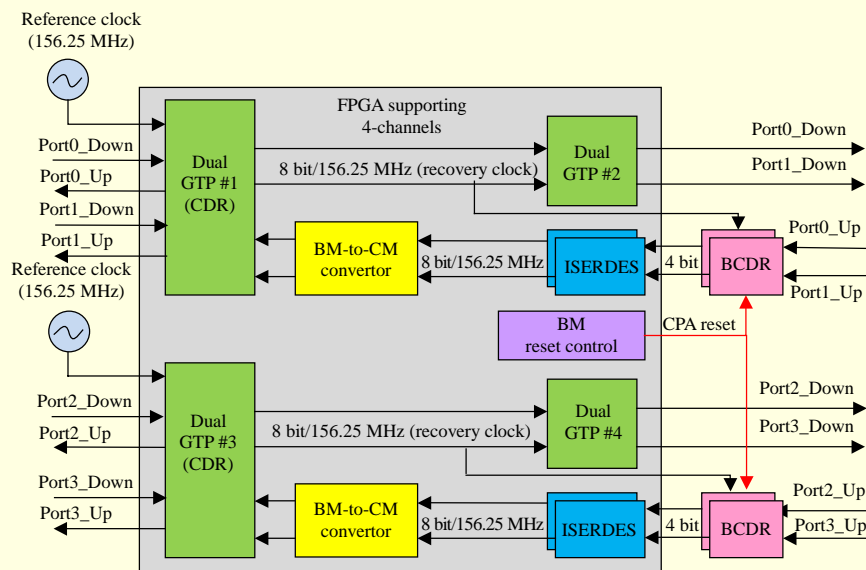 Reference clock
(156.25 MHz)
FPGA supporting
4-channels
Port0_Down
Port0_Up
Port1_Down
Port1_Up
Dual
GTP #1
(CDR)
8 bit/156.25 MHz (recovery clock)
Dual
GTP #2
Port0_Down
Port1_Down
BM-to-CM
convertor
8 bit/156.25 MHz
ISERDES
4 bit
BCDR
Port0_Up
Port1_Up
Reference clock
(156.25 MHz)
BM
reset control
CPA reset
Port2_Down
Port2_Up
Port3_Down
Port3_Up
Dual
GTP #3
(CDR)
8 bit/156.25 MHz (recovery clock)
Dual
GTP #4
Port2_Down
Port3_Down
BM-to-CM
convertor
8 bit/156.25 MHz
ISERDES
4 bit
BCDR
Port2_Up
Port3_Up